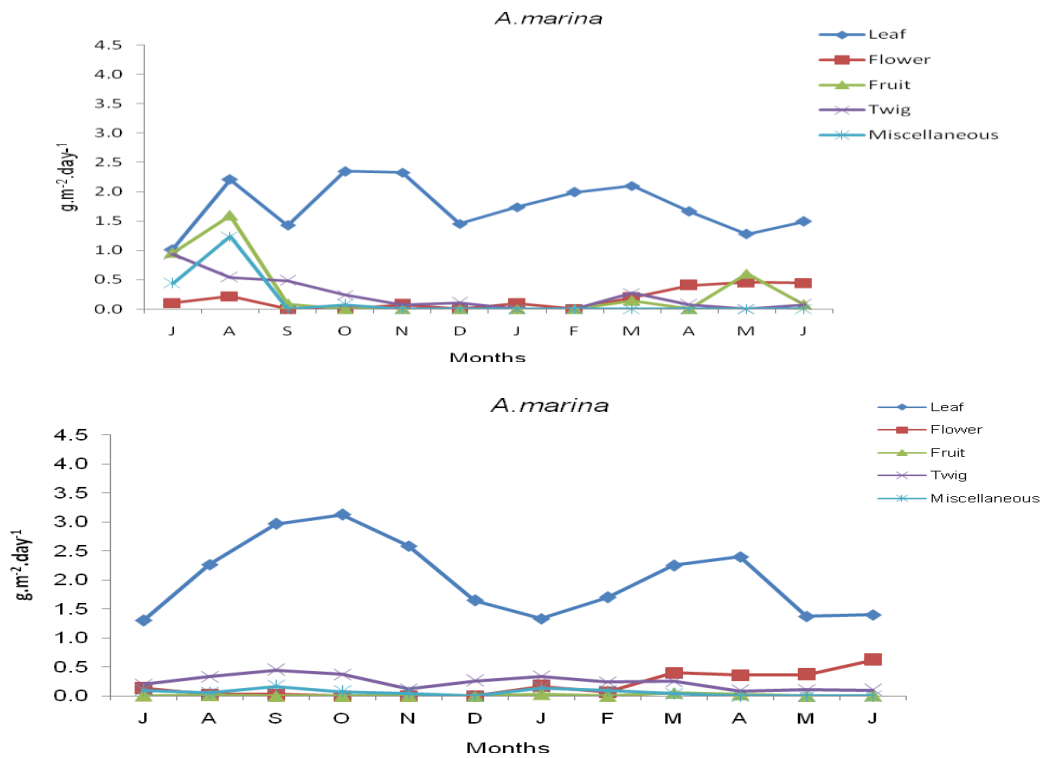 A.marina
Leaf
Flower
Fruit
Twig
Miscellaneous
4.5
4.0
3.5
3.0
2.5
2.0
1.5
1.0
0.5
0.0
g.m-2.day-1
J A S O N D J F M A M J
Months
A.marina
Leaf
Flower
Fruit
Twig
Miscellaneous
4.5
4.0
3.5
3.0
2.5
2.0
1.5
1.0
0.5
0.0
g.m-2.day-1
J A S O N D J F M A M J
Months